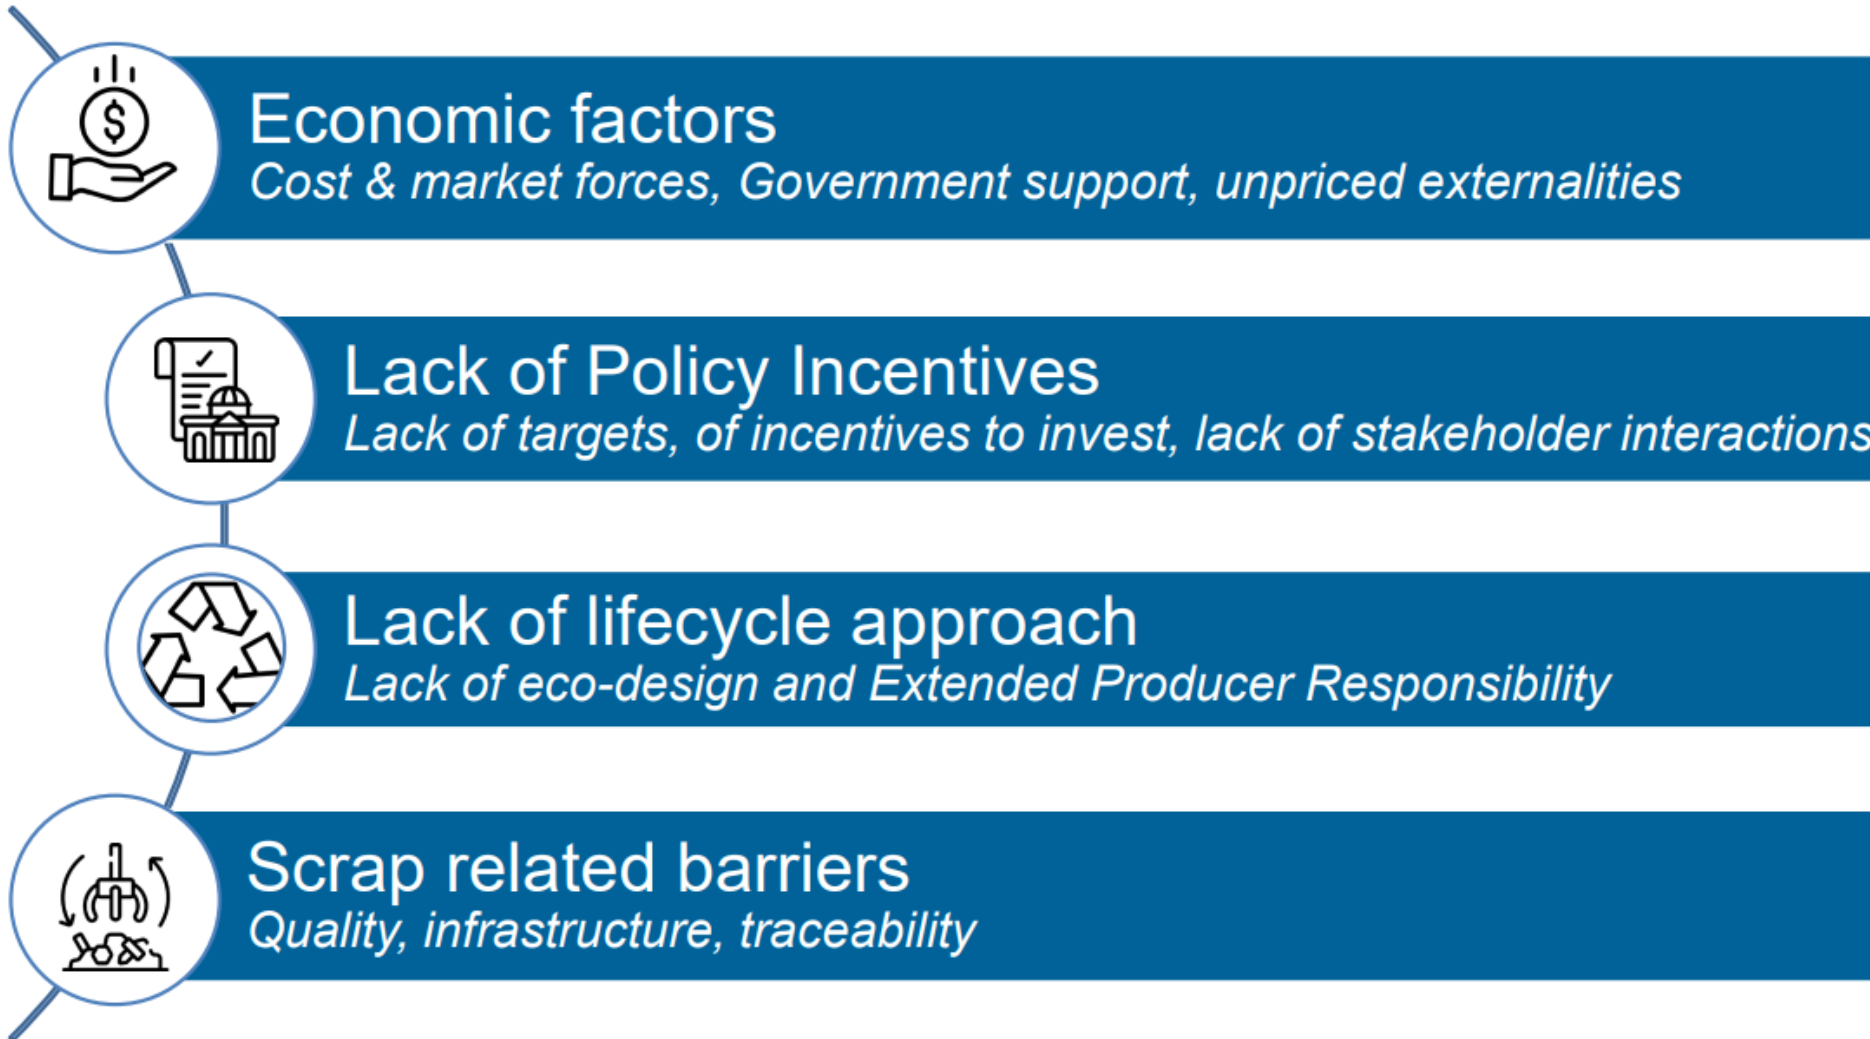 Economic factors
Cost & market forces, Government support, unpriced externalities
Lack of Policy Incentives
Lack of targets, of incentives to invest, lack of stakeholder interactions
Lack of lifecycle approach
Lack of eco-design and Extended Producer Responsibility
Scrap related barriers
Quality, infrastructure, traceability